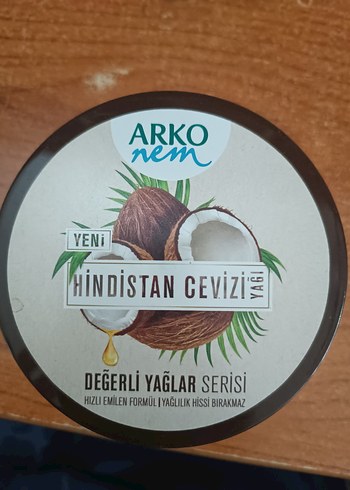 ARKO
nem
YENİ
HİNDİSTAN CEVİZİ YAĞI
DEĞERLİ YAĞLAR SERİSİ
HIZLI EMİLEN FORMÜL | YAĞLILIK HİSSİ BIRAKMAZ